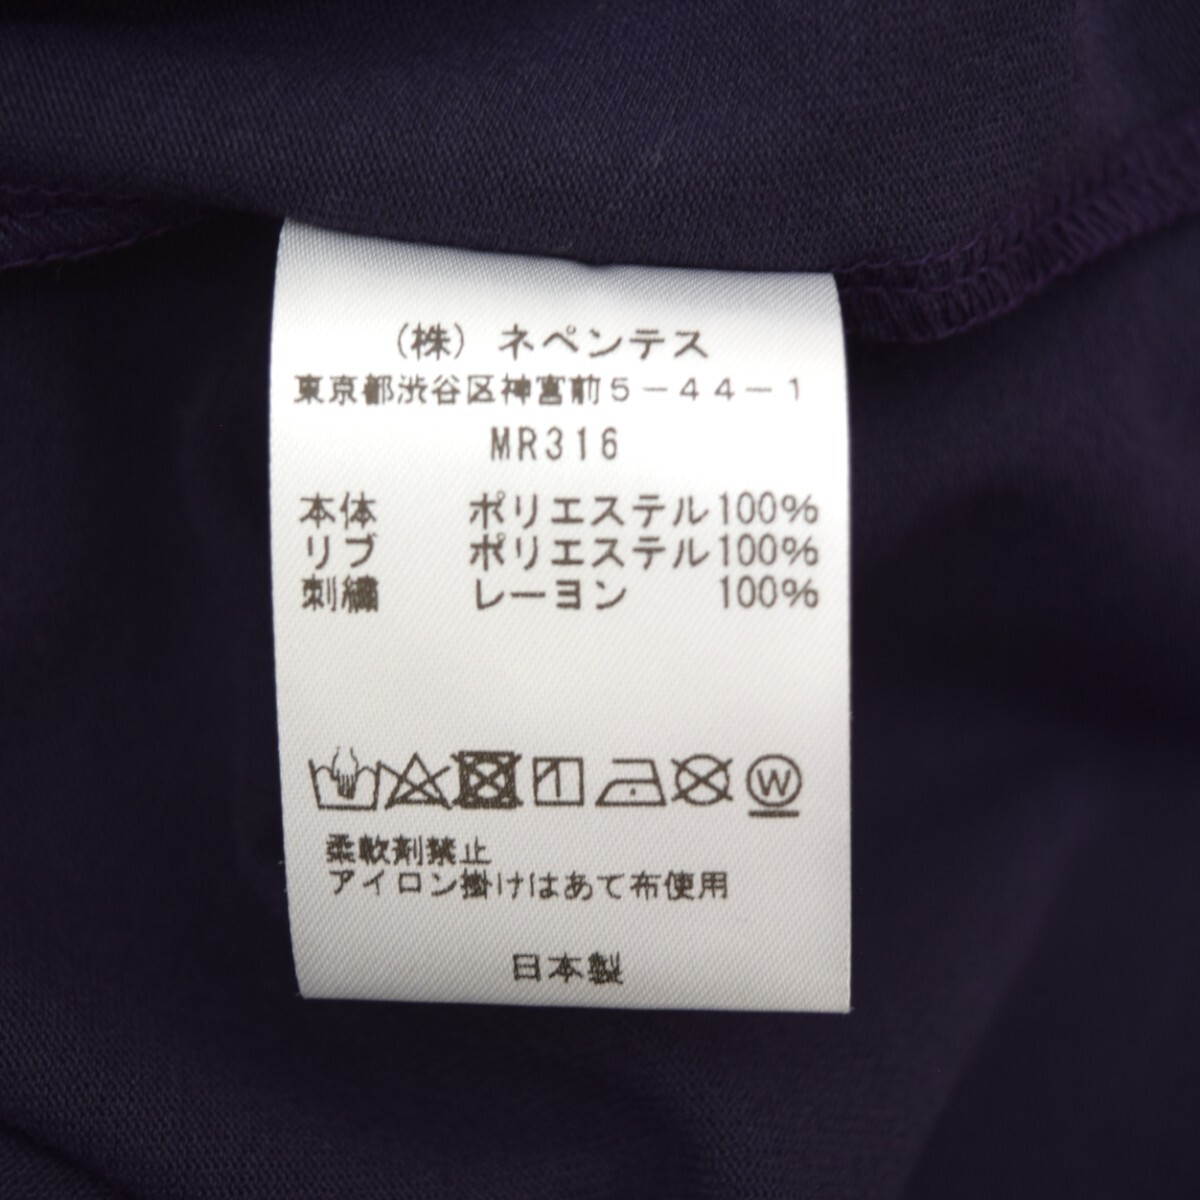 （株）ネペンテス
東京都渋谷区神宮前５－４４－１
MR316
本体 ポリエステル100%
リブ ポリエステル100%
刺繍 レーヨン 100%
W
柔軟剤禁止
アイロン掛けはあて布使用
日本製